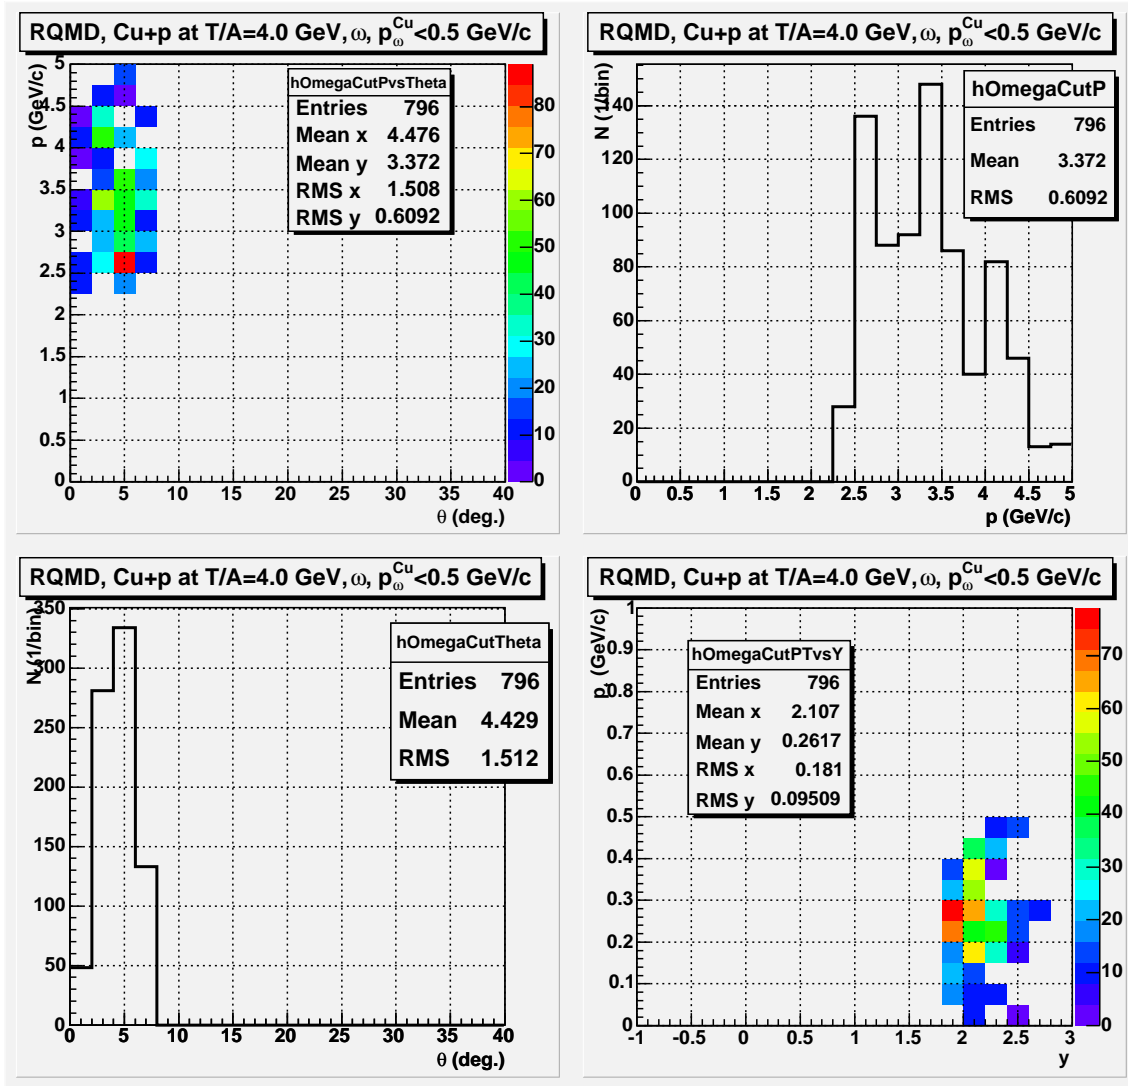 RQMD, Cu+p at T/A=4.0 GeV, ω, p_ω^Cu<0.5 GeV/c
p (GeV/c)
hOmegaCutPvsTheta
Entries 796
Mean x 4.476
Mean y 3.372
RMS x 1.508
RMS y 0.6092
5
4.5
4
3.5
3
2.5
2
1.5
1
0.5
0
0 5 10 15 20 25 30 35 40
θ (deg.)
80
70
60
50
40
30
20
10
0
RQMD, Cu+p at T/A=4.0 GeV, ω, p_ω^Cu<0.5 GeV/c
N (1/bin)
hOmegaCutP
Entries 796
Mean 3.372
RMS 0.6092
140
120
100
80
60
40
20
0
0 0.5 1 1.5 2 2.5 3 3.5 4 4.5 5
p (GeV/c)
RQMD, Cu+p at T/A=4.0 GeV, ω, p_ω^Cu<0.5 GeV/c
N (1/bin)
hOmegaCutTheta
Entries 796
Mean 4.429
RMS 1.512
350
300
250
200
150
100
50
0
0 5 10 15 20 25 30 35 40
θ (deg.)
RQMD, Cu+p at T/A=4.0 GeV, ω, p_ω^Cu<0.5 GeV/c
p_t (GeV/c)
hOmegaCutPTvsY
Entries 796
Mean x 2.107
Mean y 0.2617
RMS x 0.181
RMS y 0.09509
1
0.9
0.8
0.7
0.6
0.5
0.4
0.3
0.2
0.1
0
-1 -0.5 0 0.5 1 1.5 2 2.5 3
y
70
60
50
40
30
20
10
0